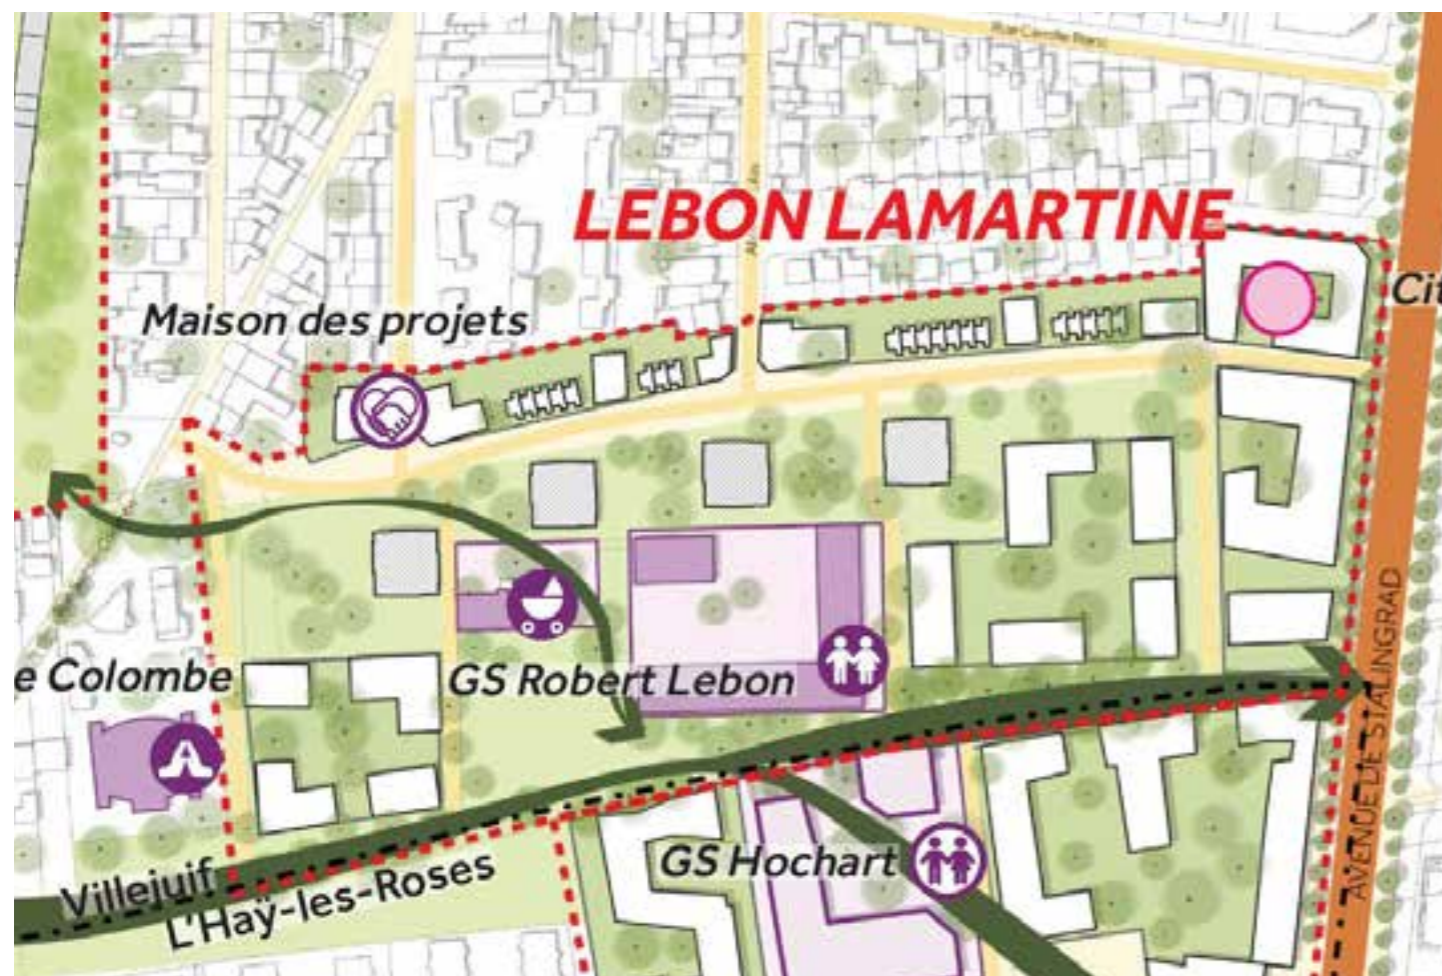 LEBON LAMARTINE
Cit
Maison des projets
AVENUE DE STALINGRAD
e Colombe
GS Robert Lebon
GS Hochart
Villejuif
L'Haÿ-les-Roses